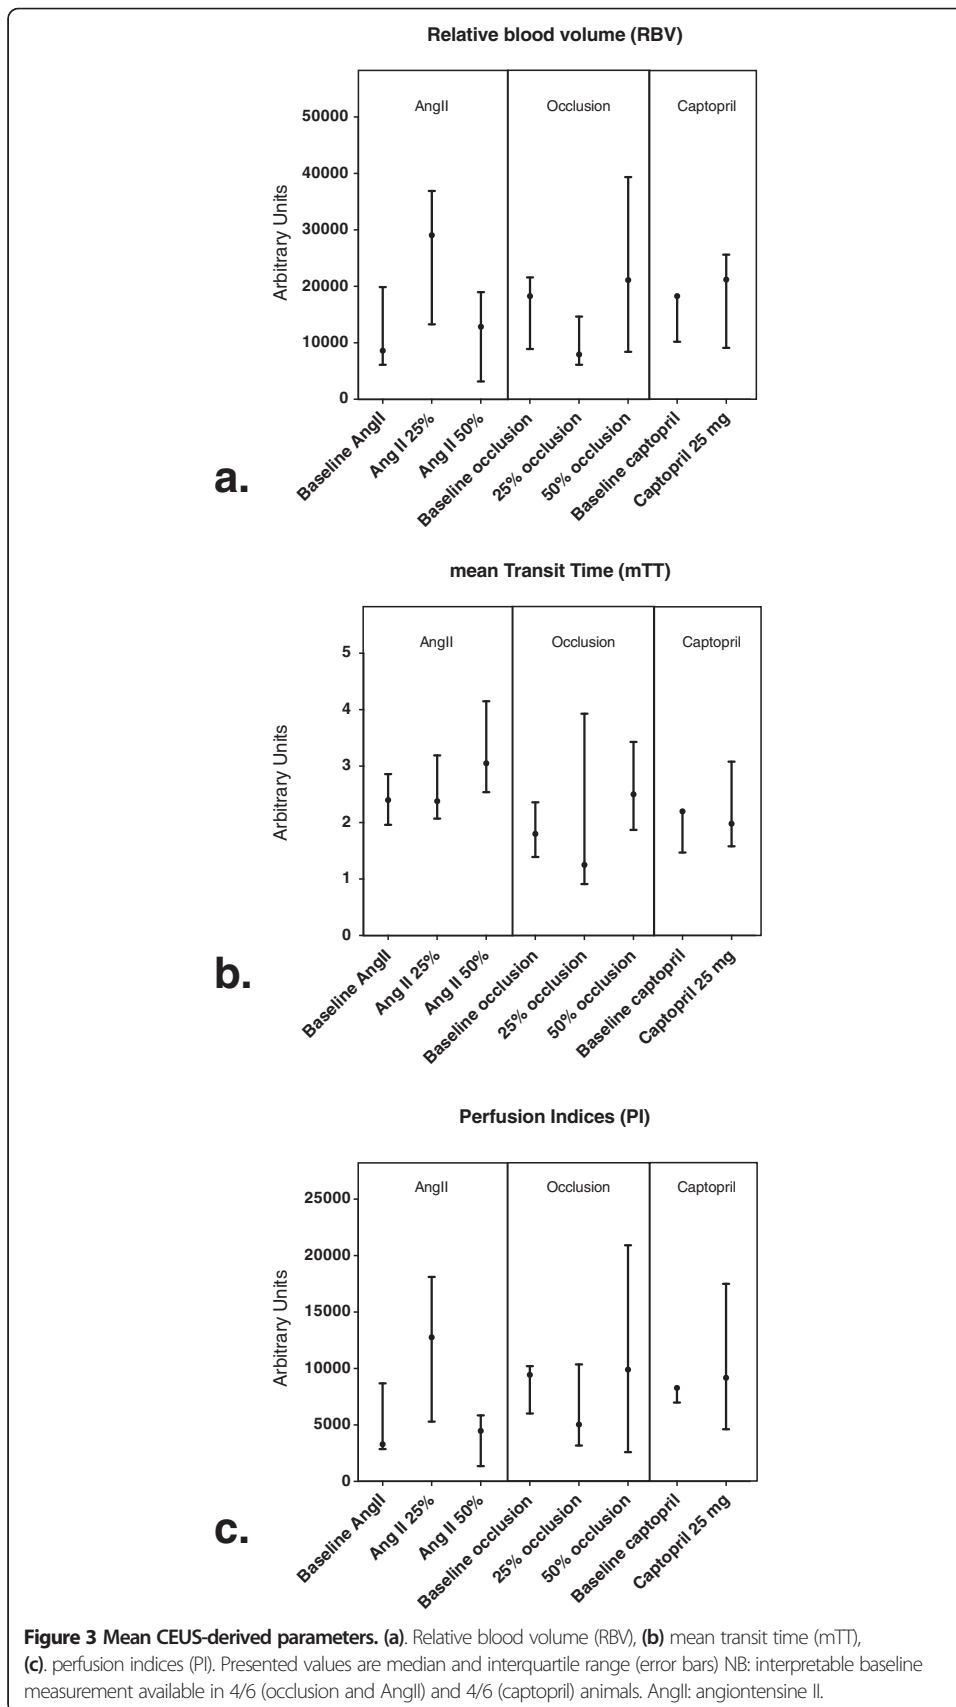 Relative blood volume (RBV)
AngII
Occlusion
Captopril
50000
40000
30000
20000
10000
0
Arbitrary Units
Baseline AngII
Ang II 25%
Ang II 50%
Baseline occlusion
25% occlusion
50% occlusion
Baseline captopril
Captopril 25 mg
a.
mean Transit Time (mTT)
AngII
Occlusion
Captopril
5
4
3
2
1
0
Arbitrary Units
Baseline AngII
Ang II 25%
Ang II 50%
Baseline occlusion
25% occlusion
50% occlusion
Baseline captopril
Captopril 25 mg
b.
Perfusion Indices (PI)
AngII
Occlusion
Captopril
25000
20000
15000
10000
5000
0
Arbitrary Units
Baseline AngII
Ang II 25%
Ang II 50%
Baseline occlusion
25% occlusion
50% occlusion
Baseline captopril
Captopril 25 mg
c.
Figure 3 Mean CEUS-derived parameters. (a). Relative blood volume (RBV), (b) mean transit time (mTT),
(c). perfusion indices (PI). Presented values are median and interquartile range (error bars) NB: interpretable baseline
measurement available in 4/6 (occlusion and AngII) and 4/6 (captopril) animals. AngII: angiotensine II.